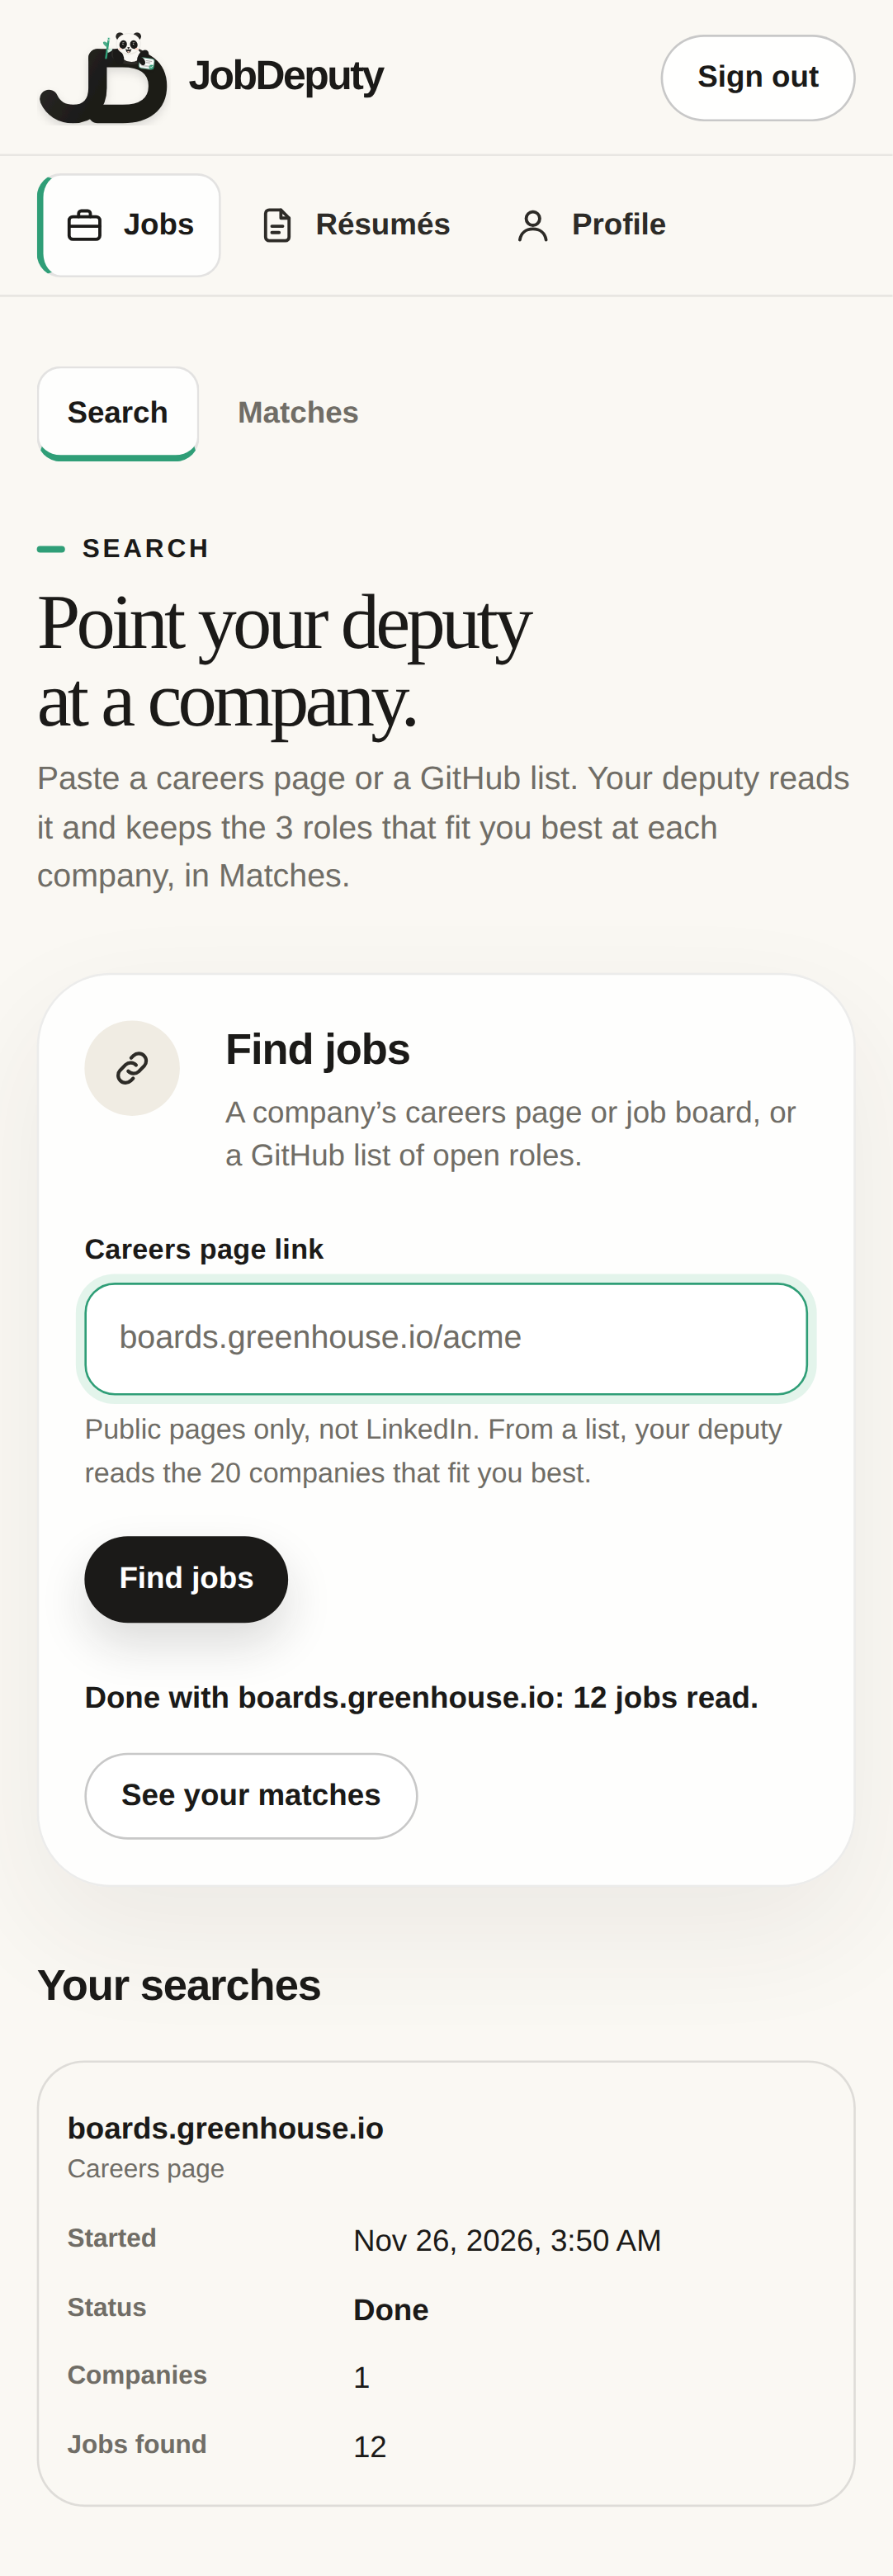 JobDeputy
Sign out
Jobs
Résumés
Profile
Search
Matches
SEARCH
Point your deputy
at a company.
Paste a careers page or a GitHub list. Your deputy reads
it and keeps the 3 roles that fit you best at each
company, in Matches.
Find jobs
A company’s careers page or job board, or
a GitHub list of open roles.
Careers page link
boards.greenhouse.io/acme
Public pages only, not LinkedIn. From a list, your deputy
reads the 20 companies that fit you best.
Find jobs
Done with boards.greenhouse.io: 12 jobs read.
See your matches
Your searches
boards.greenhouse.io
Careers page
Started Nov 26, 2026, 3:50 AM
Status Done
Companies 1
Jobs found 12